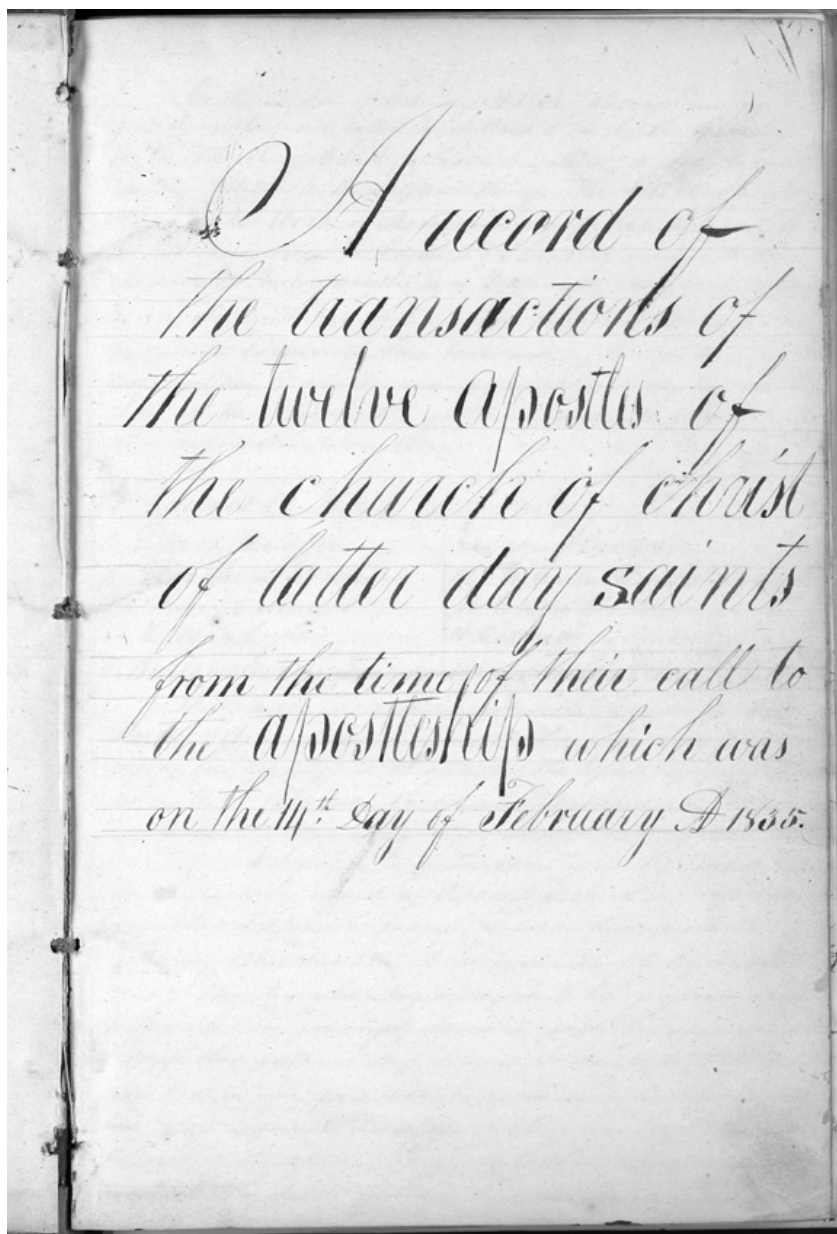 A record of
the transactions of
the twelve apostles of
the church of christ
of latter day saints
from the time of their call to
the apostleship which was
on the 14th Day of February AD 1835.